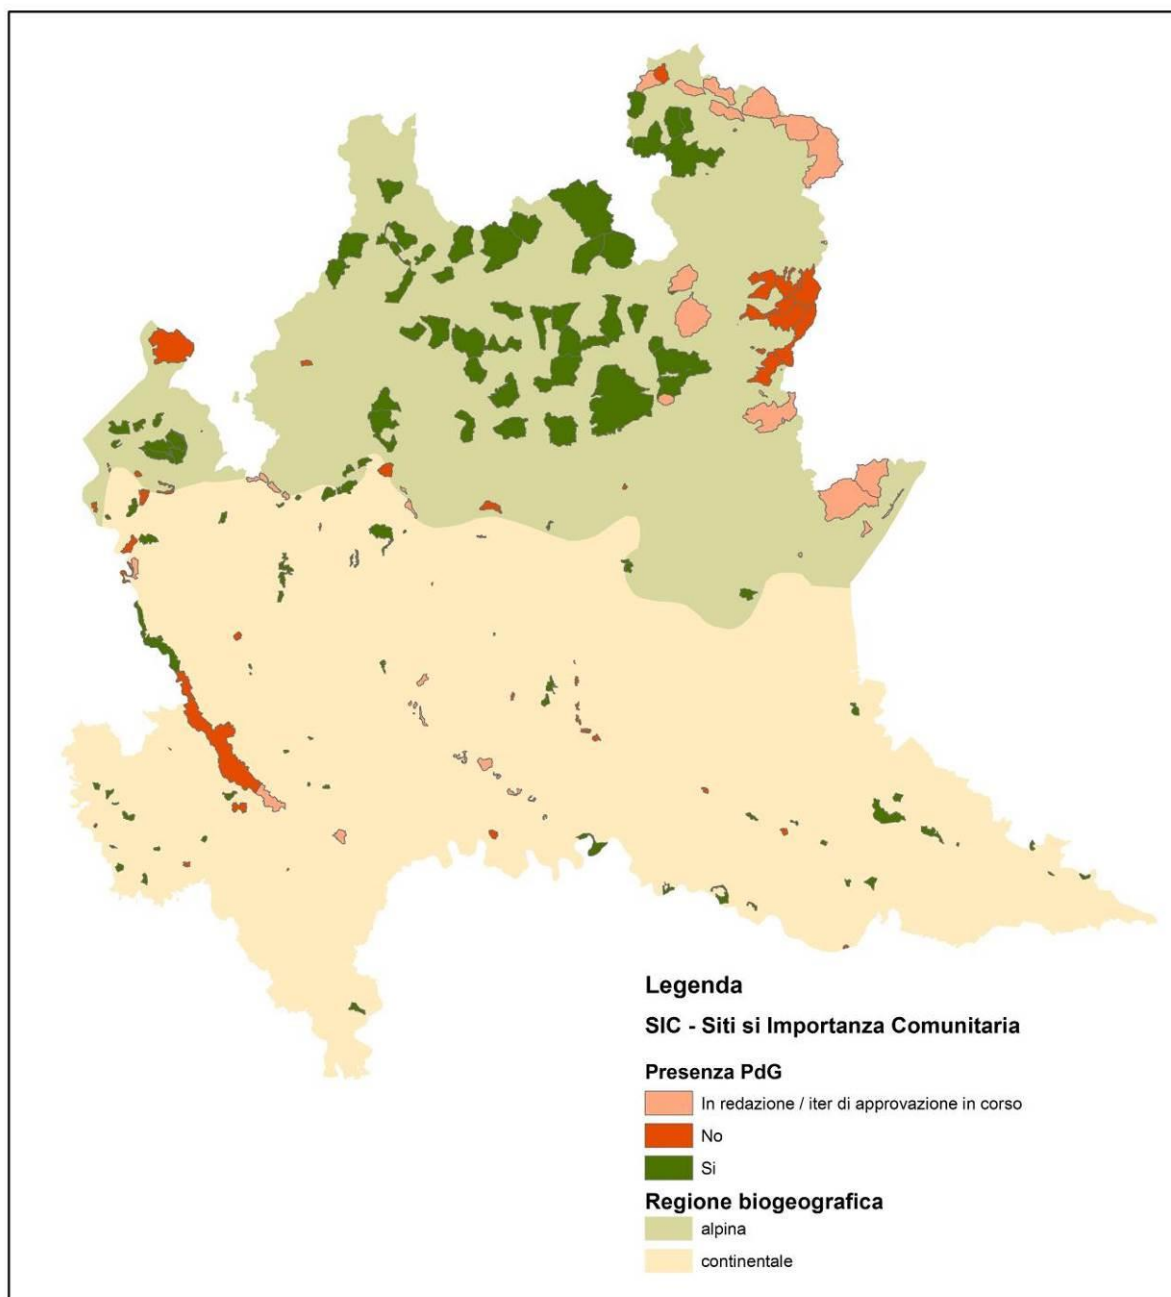 Legenda
SIC - Siti si Importanza Comunitaria
Presenza PdG
In redazione / iter di approvazione in corso
No
Si
Regione biogeografica
alpina
continentale